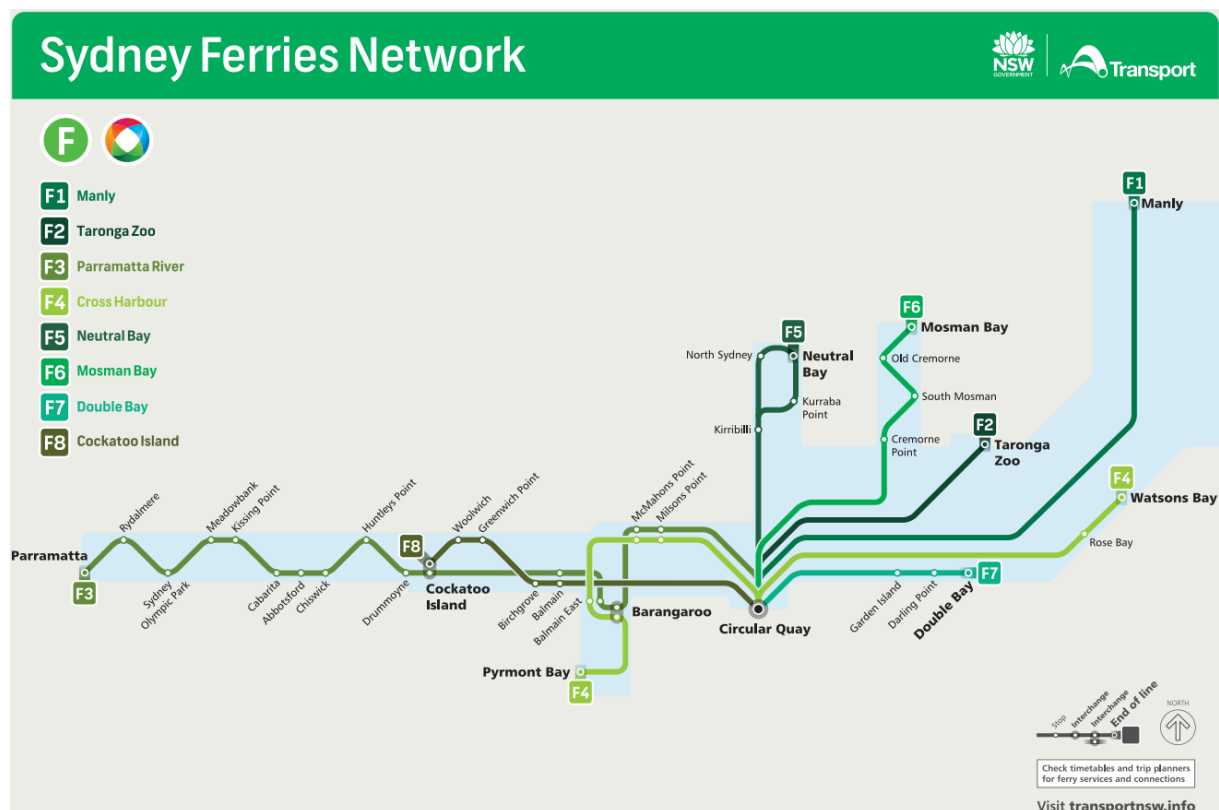 Sydney Ferries Network
NSW
GOVERNMENT
Transport
F
F1 Manly
F2 Taronga Zoo
F3 Parramatta River
F4 Cross Harbour
F5 Neutral Bay
F6 Mosman Bay
F7 Double Bay
F8 Cockatoo Island
F1
Manly
F6
Mosman Bay
Old Cremorne
South Mosman
Cremorne
Point
F5
North Sydney
Neutral
Bay
Kurraba
Point
Kirribilli
F2
Taronga
Zoo
F4
Watsons Bay
Rose Bay
Parramatta
F3
Rydalmere
Sydney
Olympic Park
Meadowbank
Kissing Point
Cabarita
Abbotsford
Chiswick
Huntleys Point
Drummoyne
F8
Cockatoo
Island
Woolwich
Greenwich Point
Birchgrove
Balmain
Balmain East
McMahons Point
Milsons Point
Barangaroo
Pyrmont Bay
F4
Circular Quay
Garden Island
Darling Point
Double Bay
F7
Stop
Interchange
Interchange
End of line
NORTH
Check timetables and trip planners
for ferry services and connections
Visit transportnsw.info